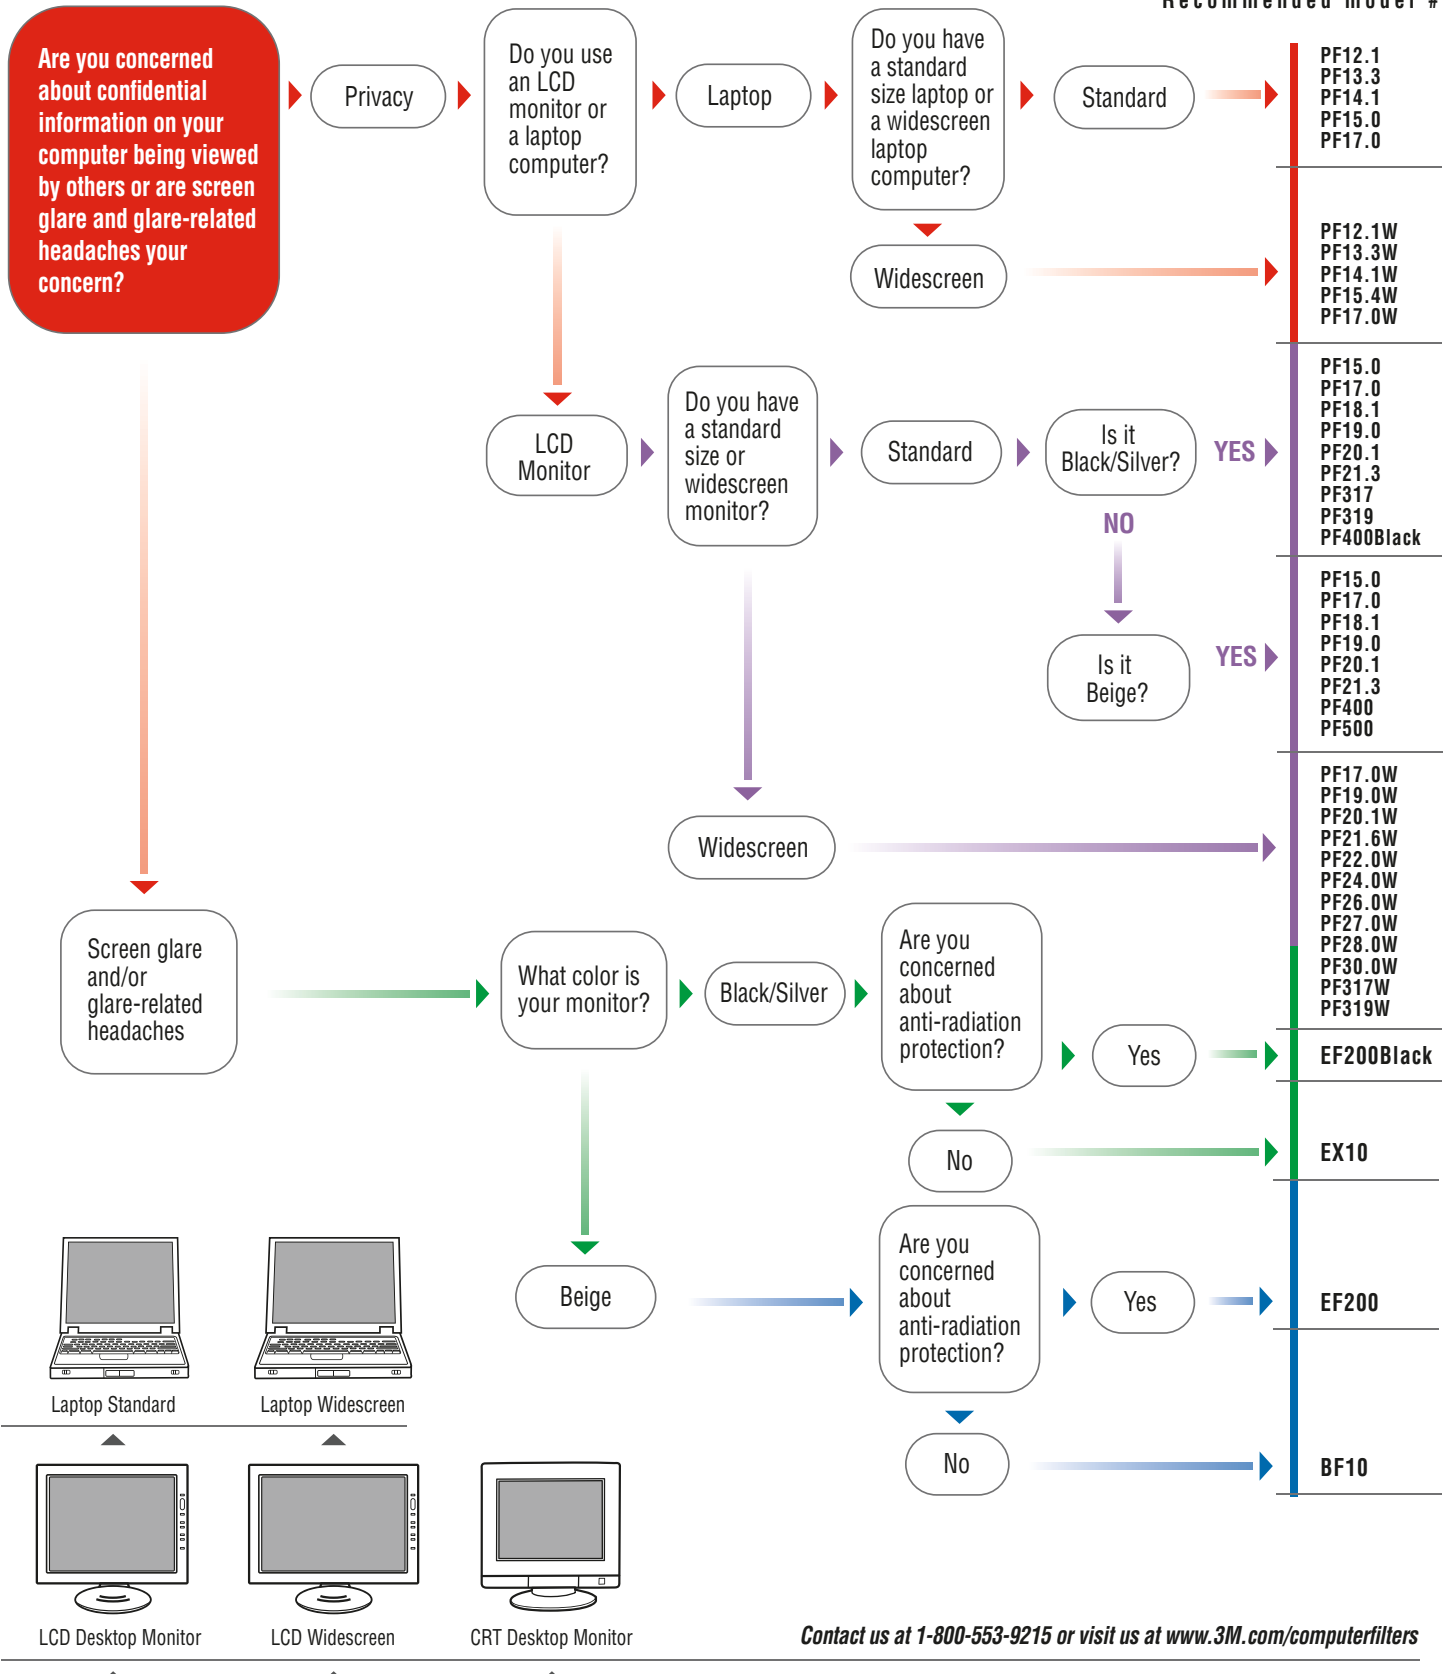 Recommended model #
Are you concerned
about confidential
information on your
computer being viewed
by others or are screen
glare and glare-related
headaches your
concern?
Privacy
Do you use
an LCD
monitor or
a laptop
computer?
Laptop
Do you have
a standard
size laptop or
a widescreen
laptop
computer?
Standard
PF12.1
PF13.3
PF14.1
PF15.0
PF17.0
Widescreen
PF12.1W
PF13.3W
PF14.1W
PF15.4W
PF17.0W
LCD
Monitor
Do you have
a standard
size or
widescreen
monitor?
Standard
Is it
Black/Silver?
YES
NO
PF15.0
PF17.0
PF18.1
PF19.0
PF20.1
PF21.3
PF317
PF319
PF400Black
Is it
Beige?
YES
PF15.0
PF17.0
PF18.1
PF19.0
PF20.1
PF21.3
PF400
PF500
Widescreen
PF17.0W
PF19.0W
PF20.1W
PF21.6W
PF22.0W
PF24.0W
PF26.0W
PF27.0W
PF28.0W
PF30.0W
PF317W
PF319W
Screen glare
and/or
glare-related
headaches
What color is
your monitor?
Black/Silver
Are you
concerned
about
anti-radiation
protection?
Yes
EF200Black
No
EX10
Beige
Are you
concerned
about
anti-radiation
protection?
Yes
EF200
No
BF10
Laptop Standard
Laptop Widescreen
LCD Desktop Monitor
LCD Widescreen
CRT Desktop Monitor
Contact us at 1-800-553-9215 or visit us at www.3M.com/computerfilters